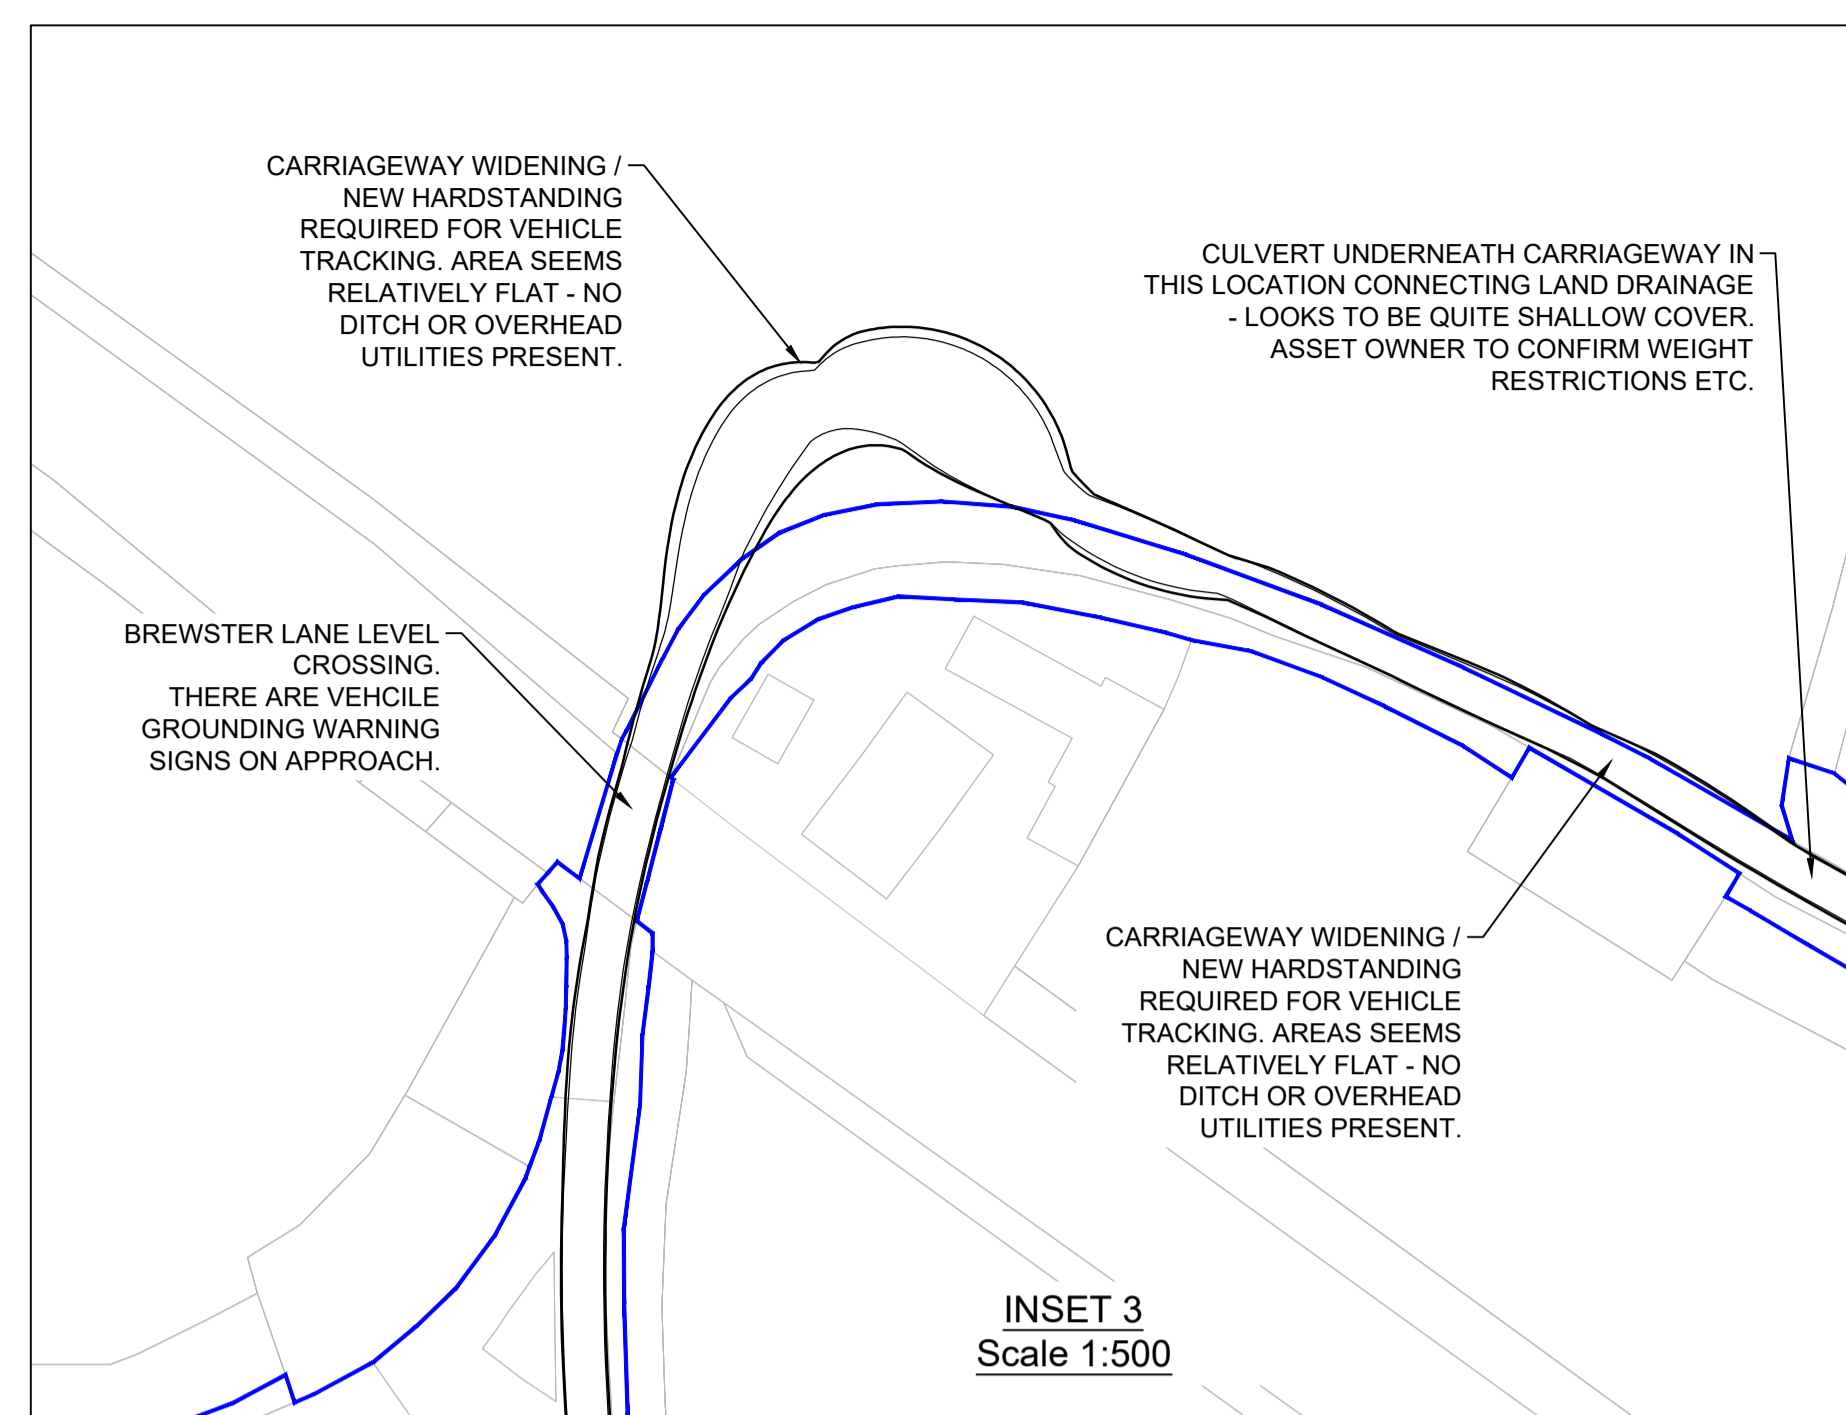 CARRIAGEWAY WIDENING /
NEW HARDSTANDING
REQUIRED FOR VEHICLE
TRACKING. AREA SEEMS
RELATIVELY FLAT - NO
DITCH OR OVERHEAD
UTILITIES PRESENT.
CULVERT UNDERNEATH CARRIAGEWAY IN
THIS LOCATION CONNECTING LAND DRAINAGE
- LOOKS TO BE QUITE SHALLOW COVER.
ASSET OWNER TO CONFIRM WEIGHT
RESTRICTIONS ETC.
BREWSTER LANE LEVEL
CROSSING.
THERE ARE VEHCILE
GROUNDING WARNING
SIGNS ON APPROACH.
CARRIAGEWAY WIDENING /
NEW HARDSTANDING
REQUIRED FOR VEHICLE
TRACKING. AREAS SEEMS
RELATIVELY FLAT - NO
DITCH OR OVERHEAD
UTILITIES PRESENT.
INSET 3
Scale 1:500